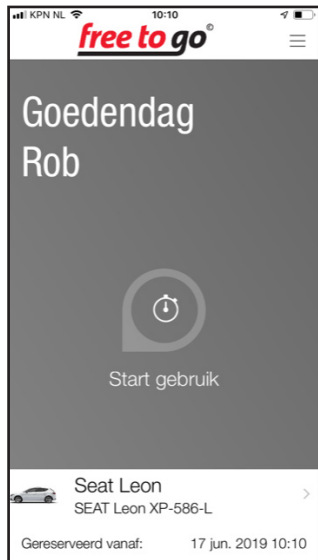 KPN NL 10:10
free to go©
Goedendag
Rob
Start gebruik
Seat Leon
SEAT Leon XP-586-L
Gereserveerd vanaf: 17 jun. 2019 10:10